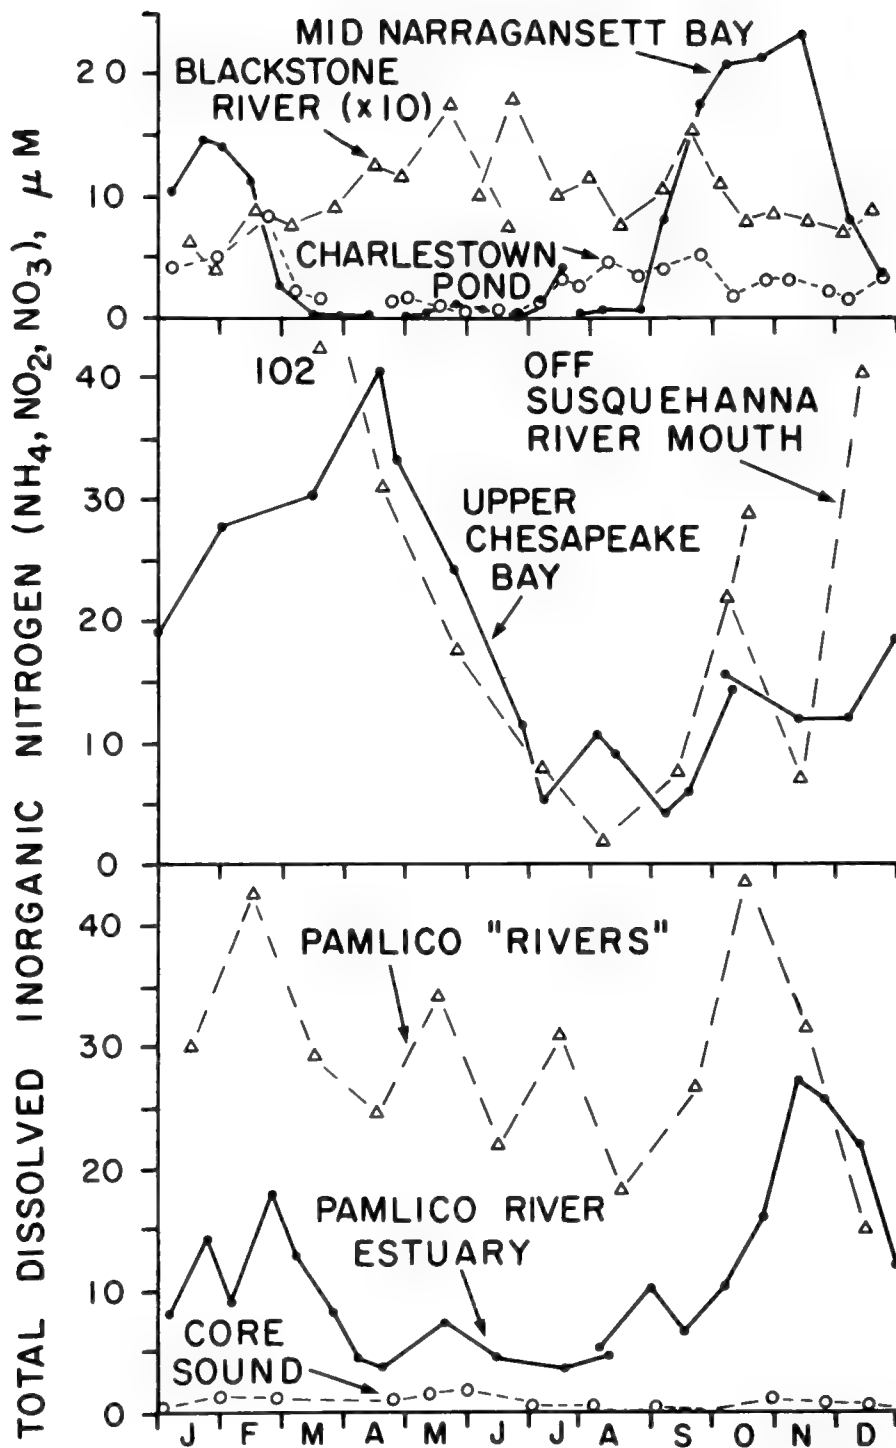 TOTAL DISSOLVED INORGANIC NITROGEN (NH4, NO2, NO3), μM
MID NARRAGANSETT BAY
BLACKSTONE
RIVER (x10)
CHARLESTOWN
POND
20
10
0
102
OFF
SUSQUEHANNA
RIVER MOUTH
UPPER
CHESAPEAKE
BAY
40
30
20
10
0
PAMLICO "RIVERS"
PAMLICO RIVER
ESTUARY
CORE
SOUND
40
30
20
10
0
J F M A M J J A S O N D